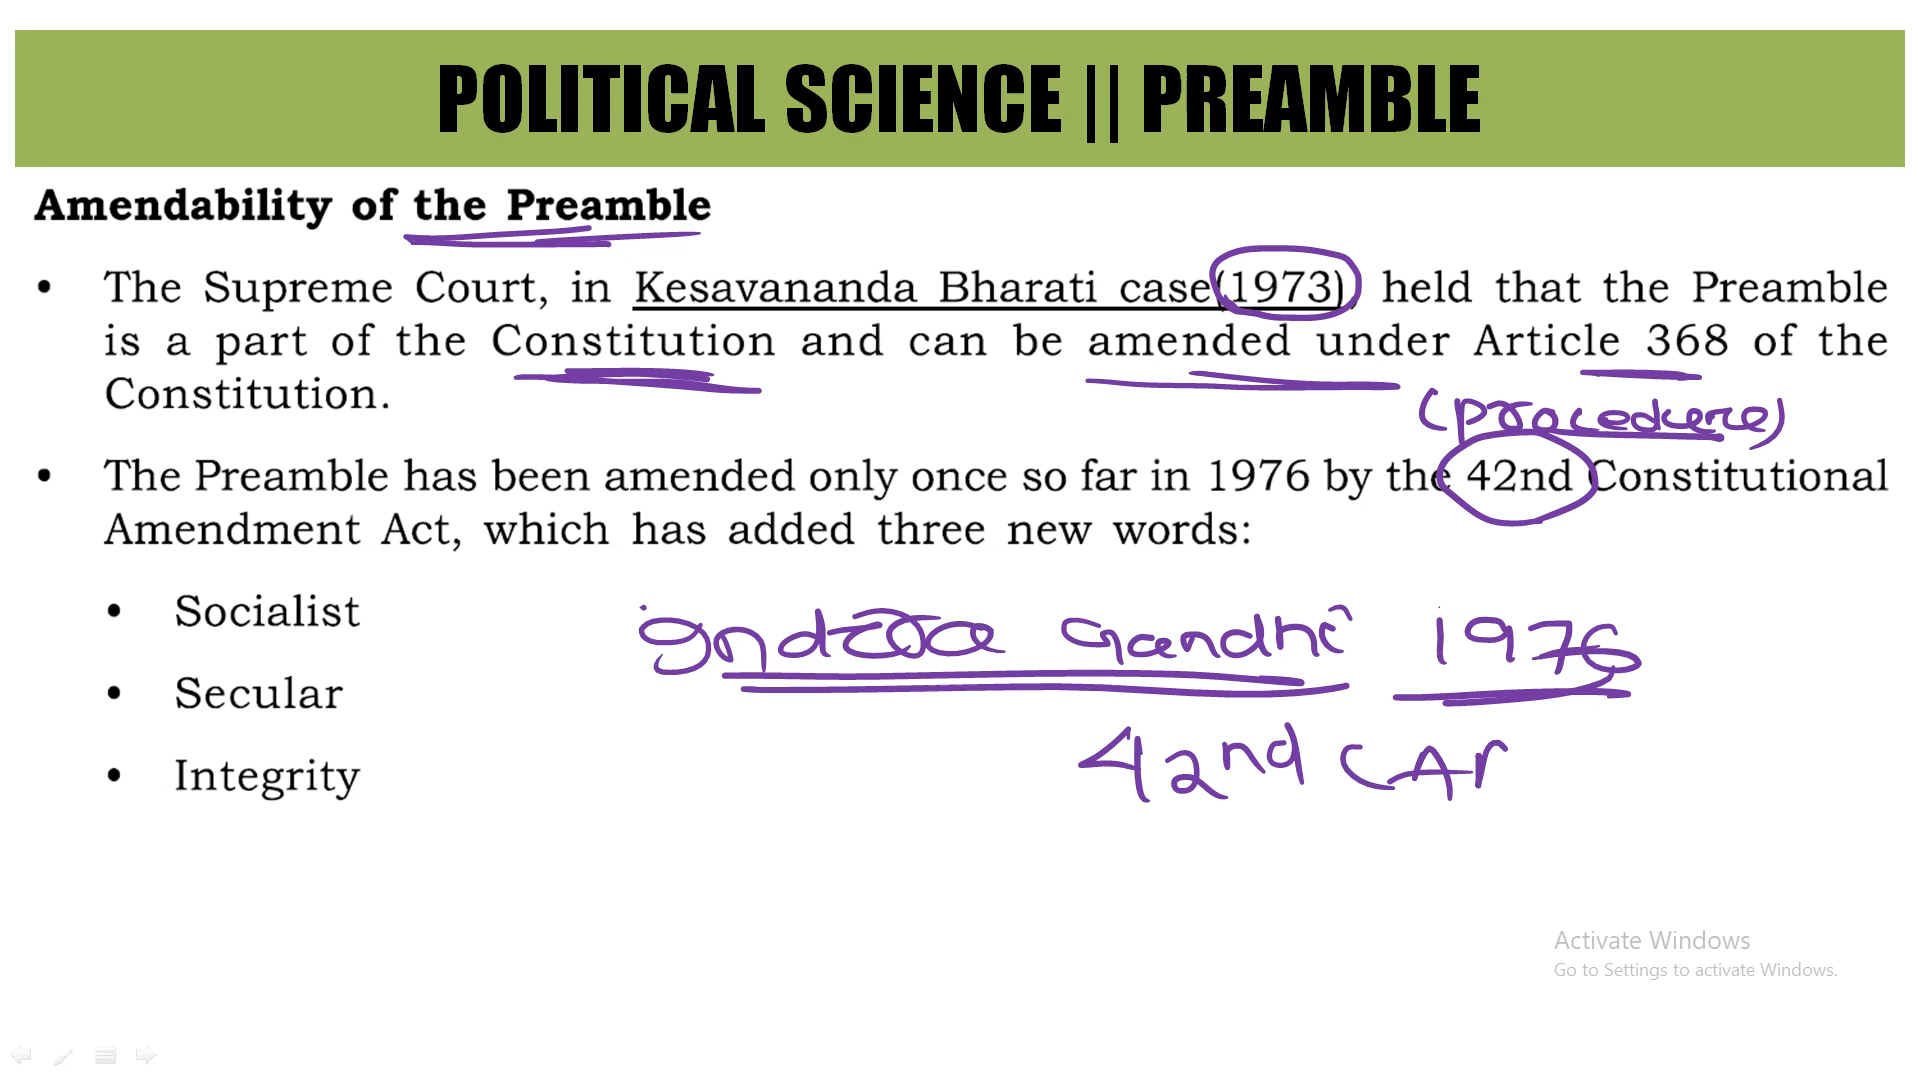 POLITICAL SCIENCE || PREAMBLE
Amendability of the Preamble
• The Supreme Court, in Kesavananda Bharati case(1973), held that the Preamble
is a part of the Constitution and can be amended under Article 368 of the
Constitution.
(procedure)
• The Preamble has been amended only once so far in 1976 by the 42nd Constitutional
Amendment Act, which has added three new words:
• Socialist
Indira Gandhi 1976
• Secular
42nd CA
• Integrity
Activate Windows
Go to Settings to activate Windows.